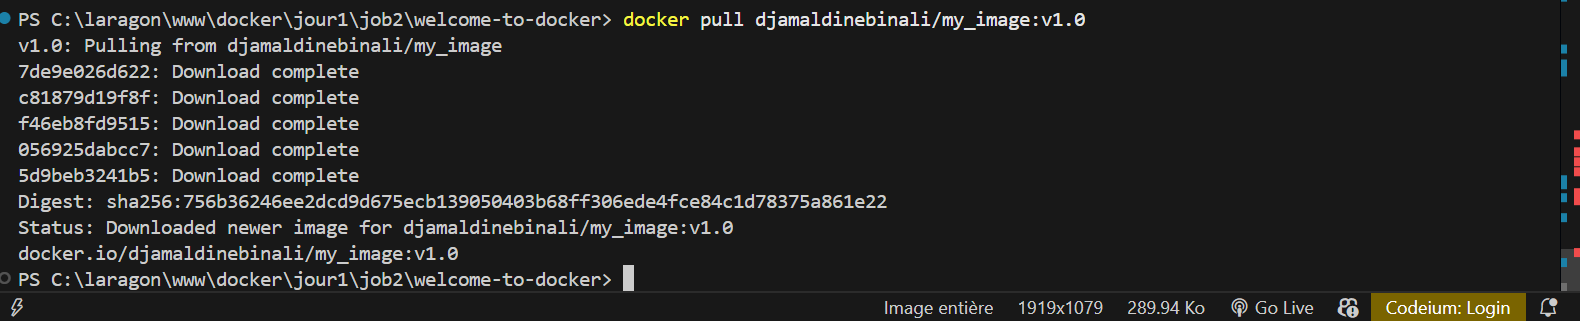 PS C:\laragon\www\docker\jour1\job2\welcome-to-docker> docker pull djamaldinebinali/my_image:v1.0
v1.0: Pulling from djamaldinebinali/my_image
7de9e026d622: Download complete
c81879d19f8f: Download complete
f46eb8fd9515: Download complete
056925dabcc7: Download complete
5d9beb3241b5: Download complete
Digest: sha256:756b36246ee2dcd9d675ecb139050403b68ff306ede4fce84c1d78375a861e22
Status: Downloaded newer image for djamaldinebinali/my_image:v1.0
docker.io/djamaldinebinali/my_image:v1.0
PS C:\laragon\www\docker\jour1\job2\welcome-to-docker>
Image entière 1919x1079 289.94 Ko Go Live Codeium: Login